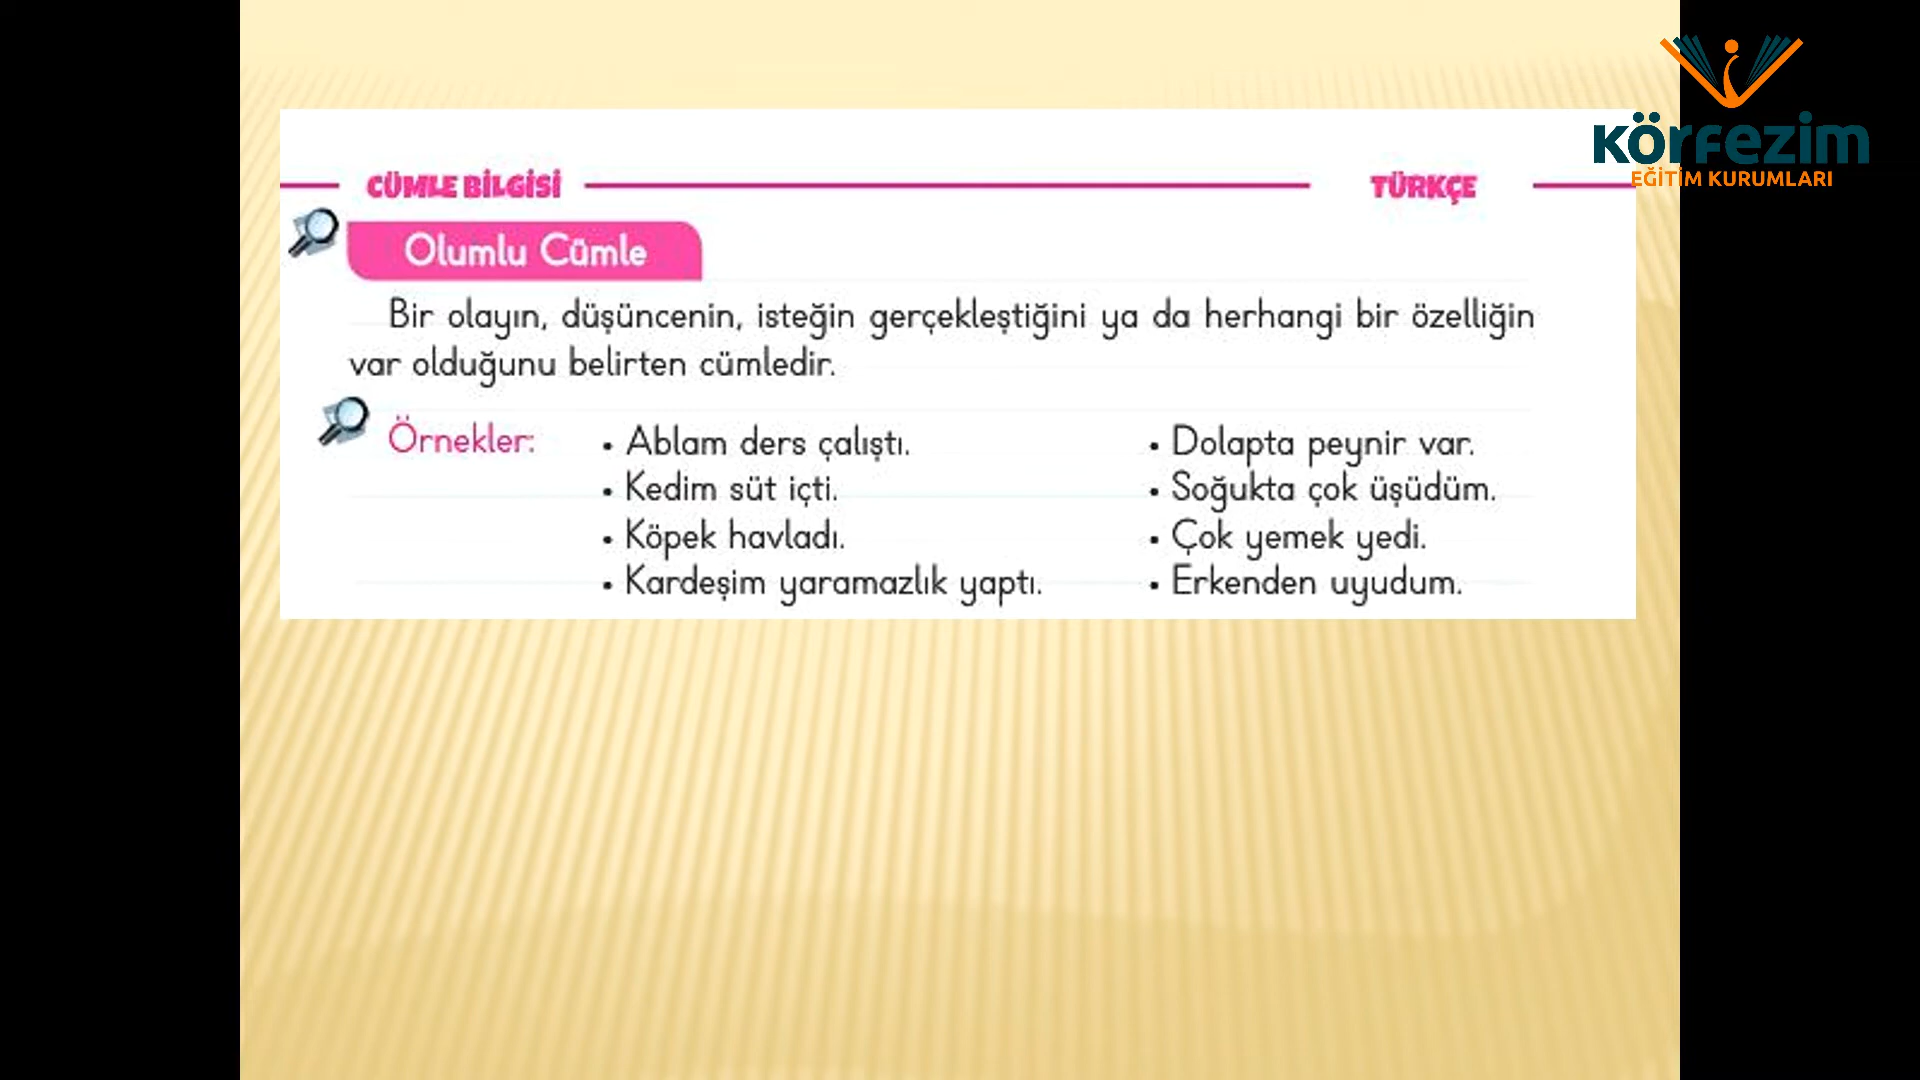 körfezim
EĞİTİM KURUMLARI
CÜMLE BİLGİSİ
TÜRKÇE
Olumlu Cümle
Bir olayın, düşüncenin, isteğin gerçekleştiğini ya da herhangi bir özelliğin
var olduğunu belirten cümledir.
Örnekler:
• Ablam ders çalıştı.
• Kedim süt içti.
• Köpek havladı.
• Kardeşim yaramazlık yaptı.
• Dolapta peynir var.
• Soğukta çok üşüdüm.
• Çok yemek yedi.
• Erkenden uyudum.